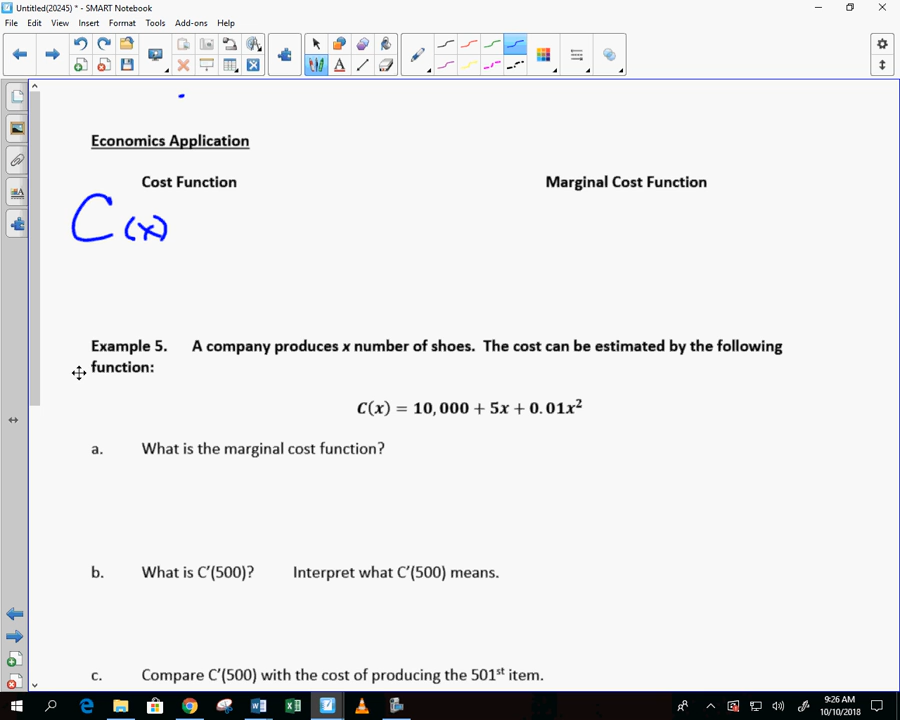 Untitled(20245) * - SMART Notebook
File Edit View Insert Format Tools Add-ons Help
Economics Application
Cost Function Marginal Cost Function
C(x)
Example 5. A company produces x number of shoes. The cost can be estimated by the following
function:
C(x) = 10,000 + 5x + 0.01x²
a. What is the marginal cost function?
b. What is C′(500)? Interpret what C′(500) means.
c. Compare C′(500) with the cost of producing the 501ˢᵗ item.
9:26 AM
10/10/2018